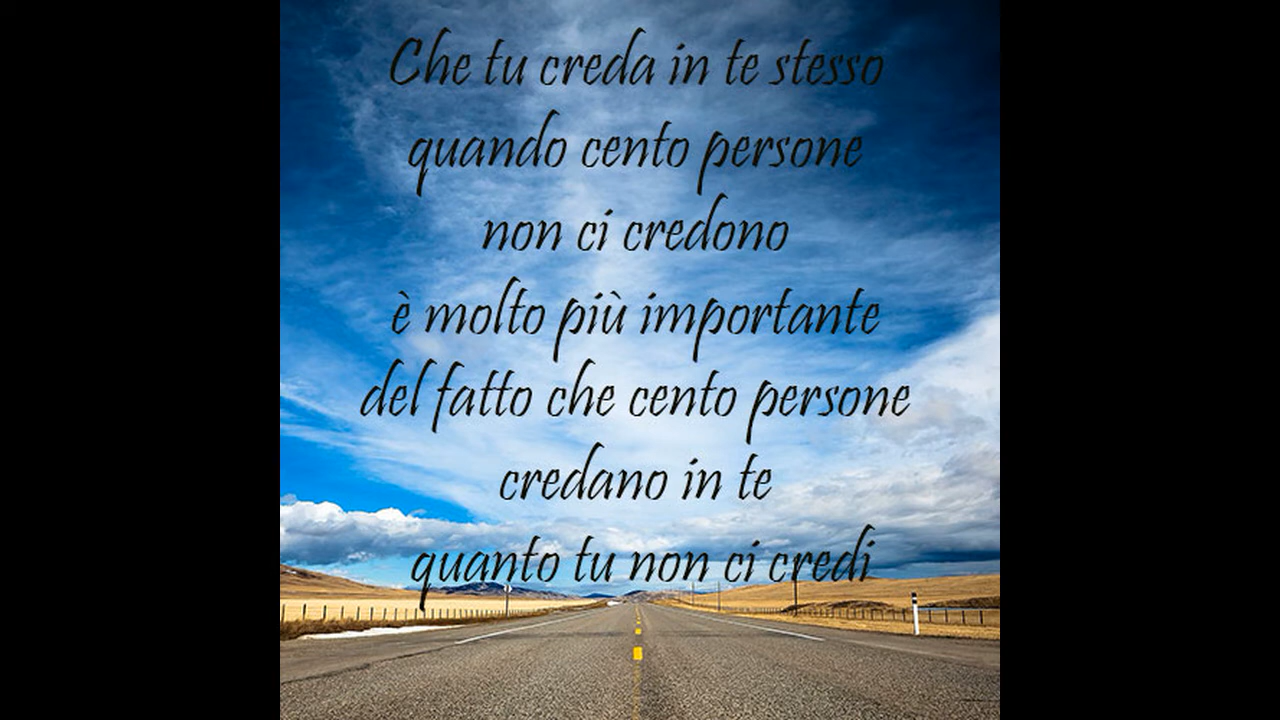 Che tu creda in te stesso
quando cento persone
non ci credono
è molto più importante
del fatto che cento persone
credano in te
quanto tu non ci credi